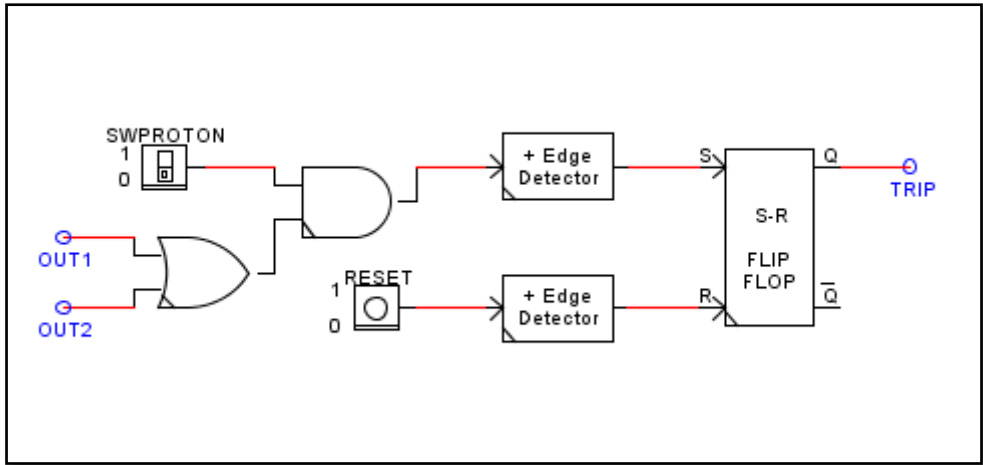 SWPROTON
1
0
OUT1
OUT2
RESET
1
0
+ Edge
Detector
+ Edge
Detector
S
R
S-R
FLIP
FLOP
Q
Q̅
TRIP